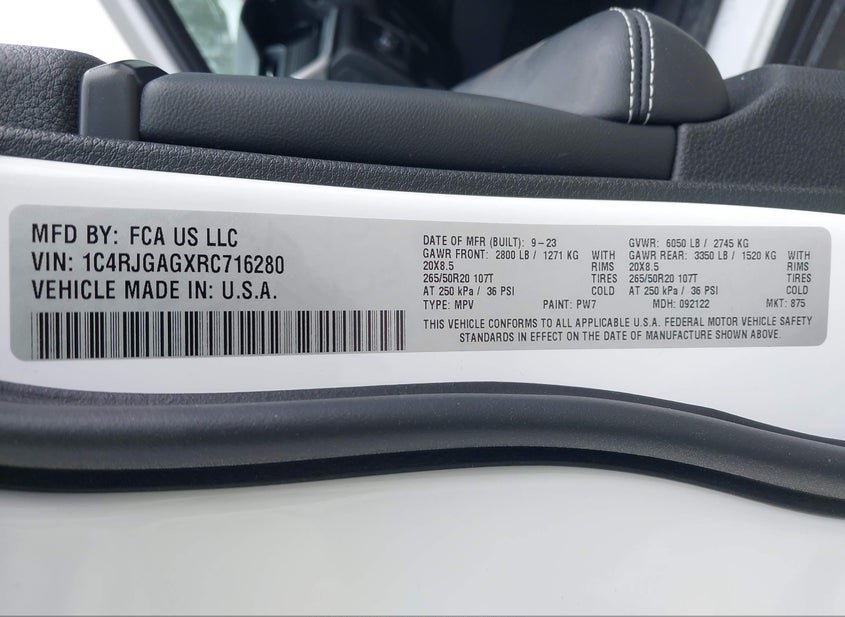 MFD BY: FCA US LLC
VIN: 1C4RJGAGXRC716280
VEHICLE MADE IN: U.S.A.
DATE OF MFR (BUILT): 9-23
GAWR FRONT: 2800 LB / 1271 KG WITH
20X8.5 RIMS
265/50R20 107T TIRES
AT 250 kPa / 36 PSI COLD
TYPE: MPV PAINT: PW7
GVWR: 6050 LB / 2745 KG
GAWR REAR: 3350 LB / 1520 KG WITH
20X8.5 RIMS
265/50R20 107T TIRES
AT 250 kPa / 36 PSI COLD
MDH: 092122 MKT: 875
THIS VEHICLE CONFORMS TO ALL APPLICABLE U.S.A. FEDERAL MOTOR VEHICLE SAFETY
STANDARDS IN EFFECT ON THE DATE OF MANUFACTURE SHOWN ABOVE.